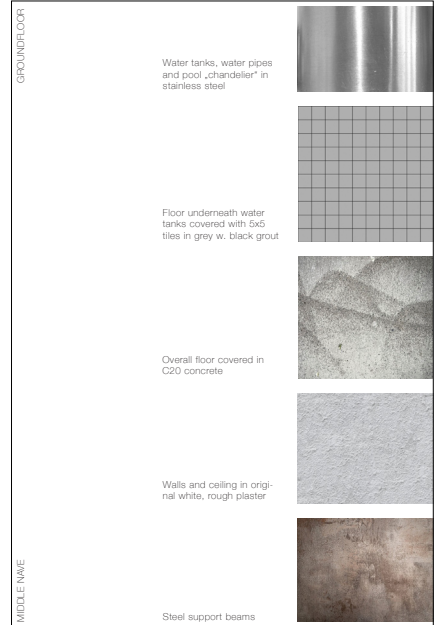 GROUNDFLOOR
Water tanks, water pipes
and pool „chandelier" in
stainless steel
Floor underneath water
tanks covered with 5x5
tiles in grey w. black grout
Overall floor covered in
C20 concrete
Walls and ceiling in origi-
nal white, rough plaster
MIDDLE NAVE
Steel support beams